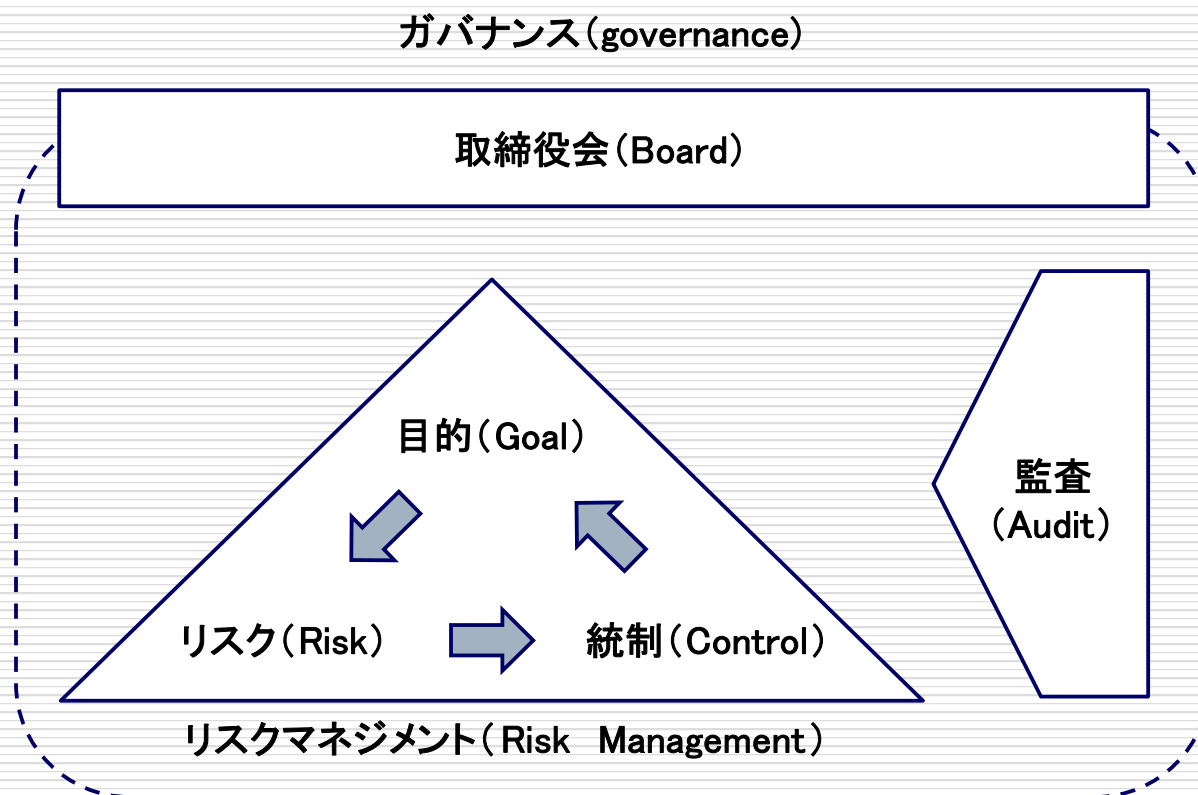 ガバナンス（governance）
取締役会（Board）
目的（Goal）
監査
（Audit）
リスク（Risk）
統制（Control）
リスクマネジメント（Risk Management）